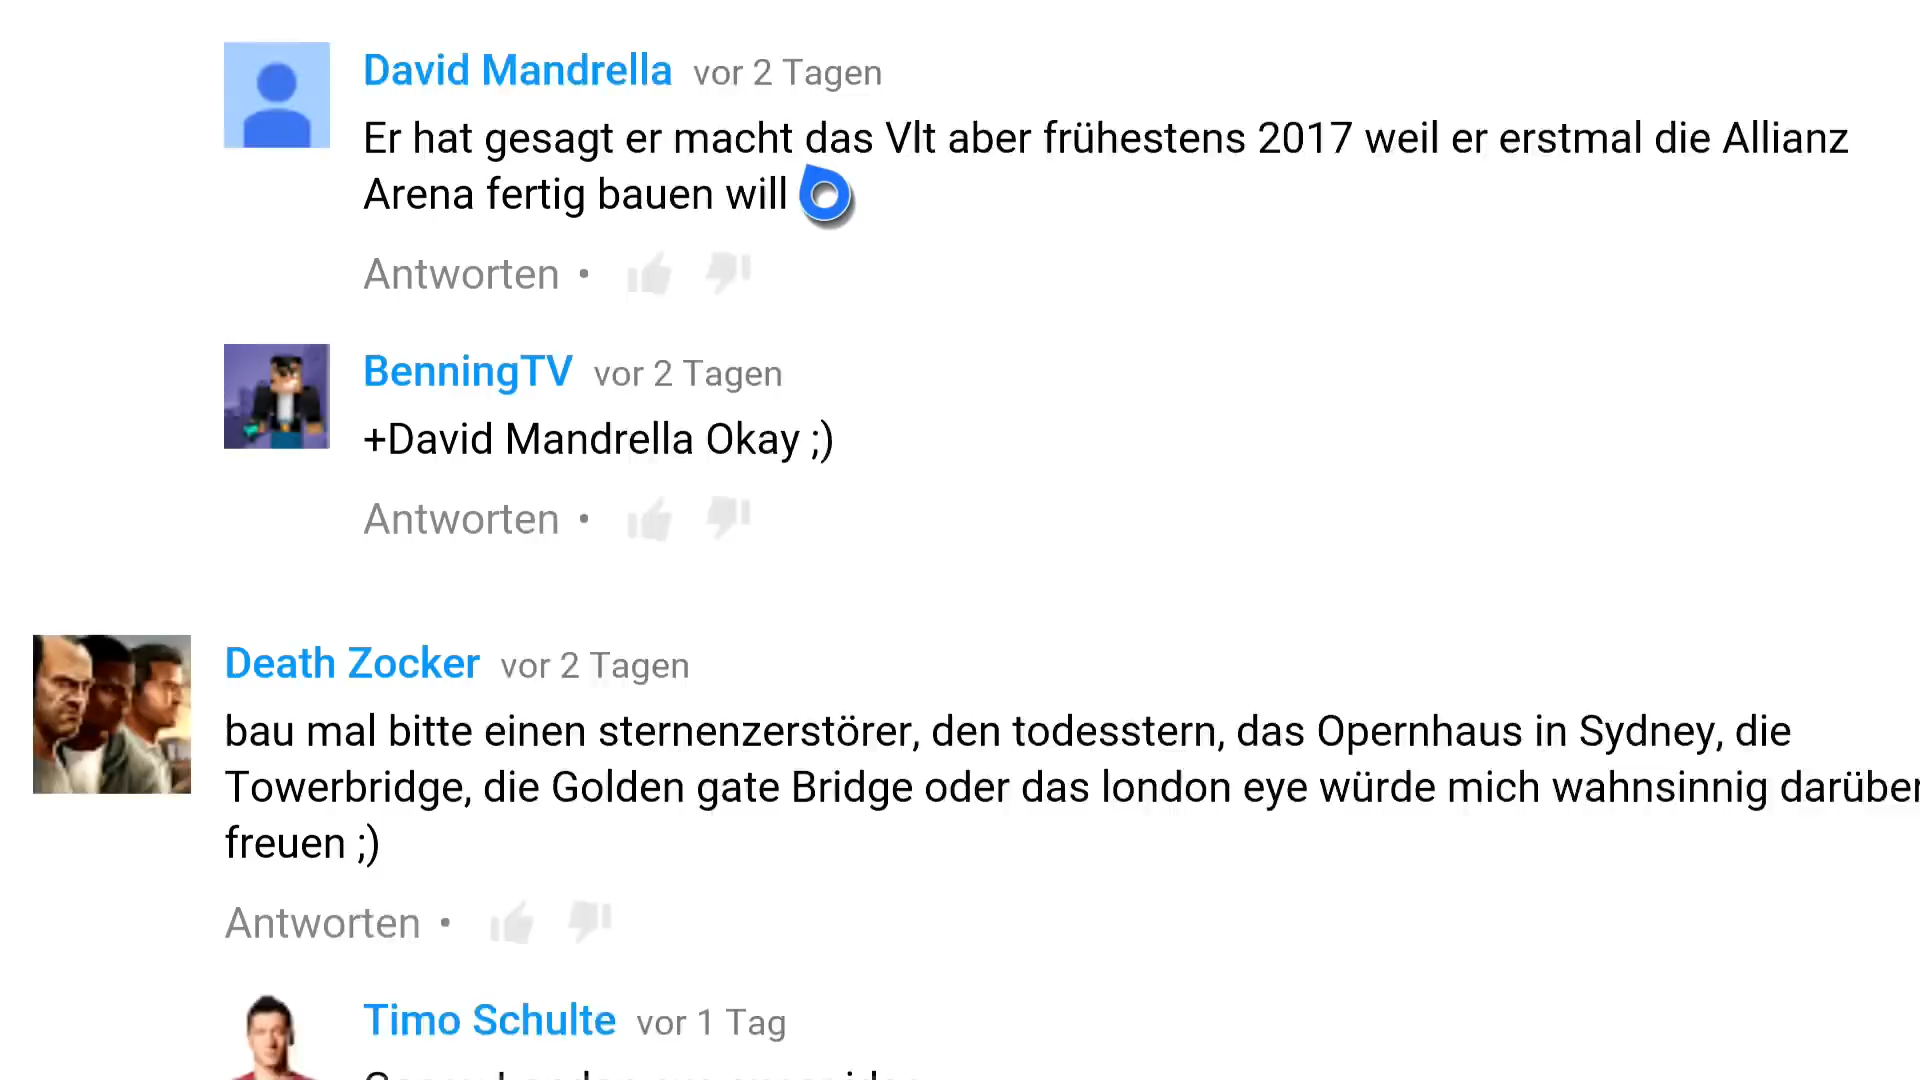 David Mandrella vor 2 Tagen
Er hat gesagt er macht das Vlt aber frühestens 2017 weil er erstmal die Allianz
Arena fertig bauen will
Antworten •
BenningTV vor 2 Tagen
+David Mandrella Okay ;)
Antworten •
Death Zocker vor 2 Tagen
bau mal bitte einen sternenzerstörer, den todesstern, das Opernhaus in Sydney, die
Towerbridge, die Golden gate Bridge oder das london eye würde mich wahnsinnig darüber
freuen ;)
Antworten •
Timo Schulte vor 1 Tag